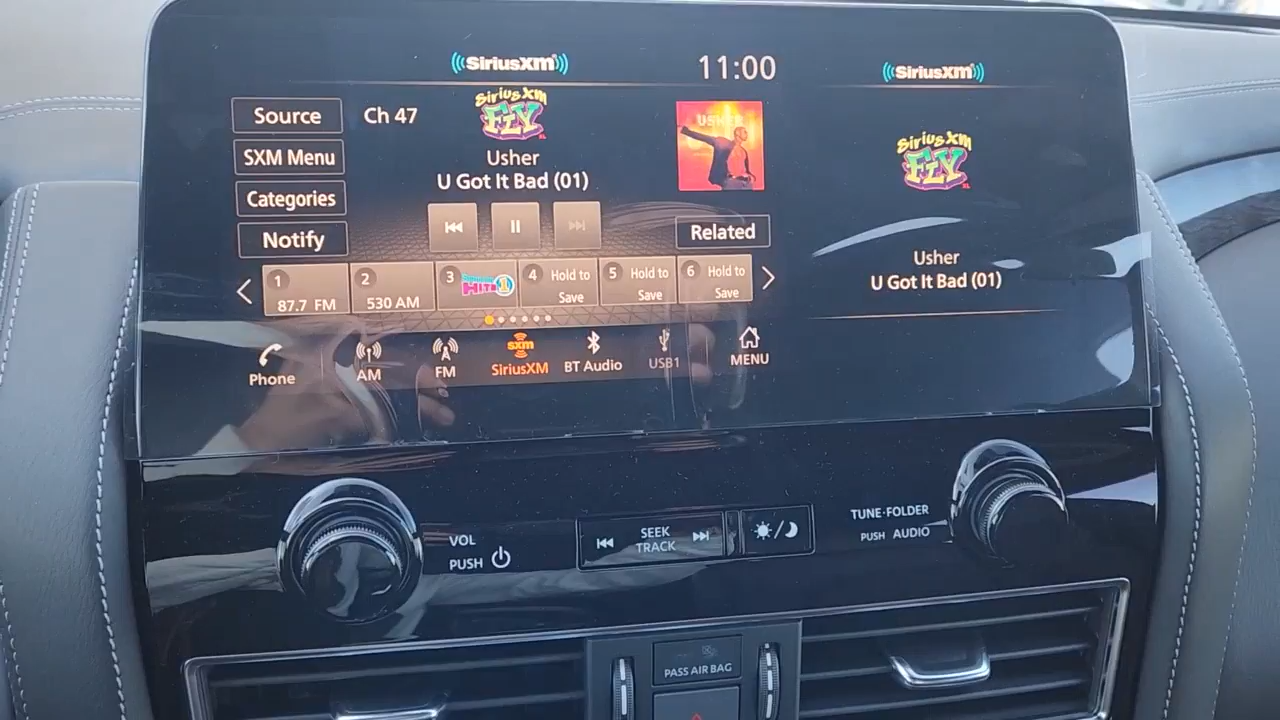 SiriusXM
11:00
SiriusXM
Source
Ch 47
SiriusXM
FLY
USHER
SiriusXM
FLY
SXM Menu
Usher
Categories
U Got It Bad (01)
Notify
Related
Usher
U Got It Bad (01)
1
87.7 FM
2
530 AM
3
HITS 1
4 Hold to
Save
5 Hold to
Save
6 Hold to
Save
Phone
AM
FM
sxm
SiriusXM
BT Audio
USB1
MENU
VOL
PUSH
SEEK
TRACK
TUNE·FOLDER
PUSH AUDIO
PASS AIR BAG